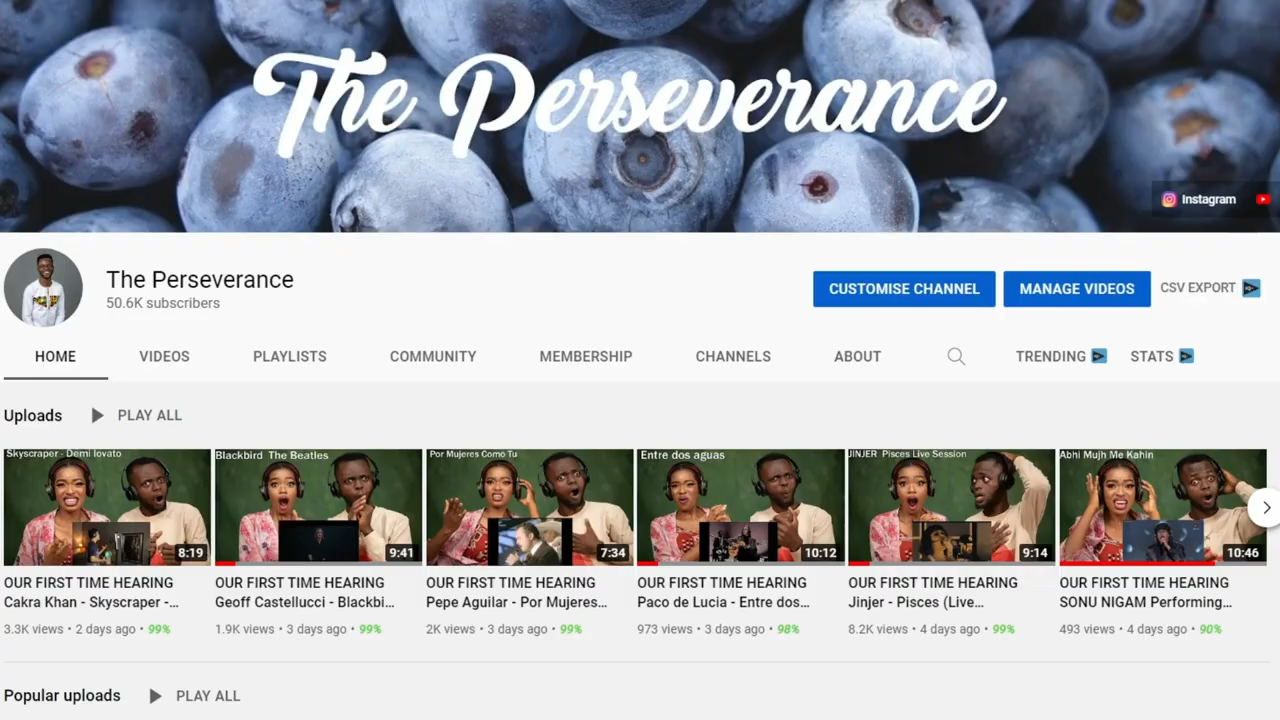 The Perseverance
Instagram
The Perseverance
50.6K subscribers
CUSTOMISE CHANNEL
MANAGE VIDEOS
CSV EXPORT
HOME
VIDEOS
PLAYLISTS
COMMUNITY
MEMBERSHIP
CHANNELS
ABOUT
TRENDING
STATS
Uploads
PLAY ALL
Skyscraper - Demi lovato
8:19
OUR FIRST TIME HEARING
Cakra Khan - Skyscraper -...
3.3K views • 2 days ago • 99%
Blackbird The Beatles
9:41
OUR FIRST TIME HEARING
Geoff Castellucci - Blackbi...
1.9K views • 3 days ago • 99%
Por Mujeres Como Tu
7:34
OUR FIRST TIME HEARING
Pepe Aguilar - Por Mujeres...
2K views • 3 days ago • 99%
Entre dos aguas
10:12
OUR FIRST TIME HEARING
Paco de Lucia - Entre dos...
973 views • 3 days ago • 98%
JINJER Pisces Live Session
9:14
OUR FIRST TIME HEARING
Jinjer - Pisces (Live...
8.2K views • 4 days ago • 99%
Abhi Mujh Me Kahin
10:46
OUR FIRST TIME HEARING
SONU NIGAM Performing...
493 views • 4 days ago • 90%
Popular uploads
PLAY ALL